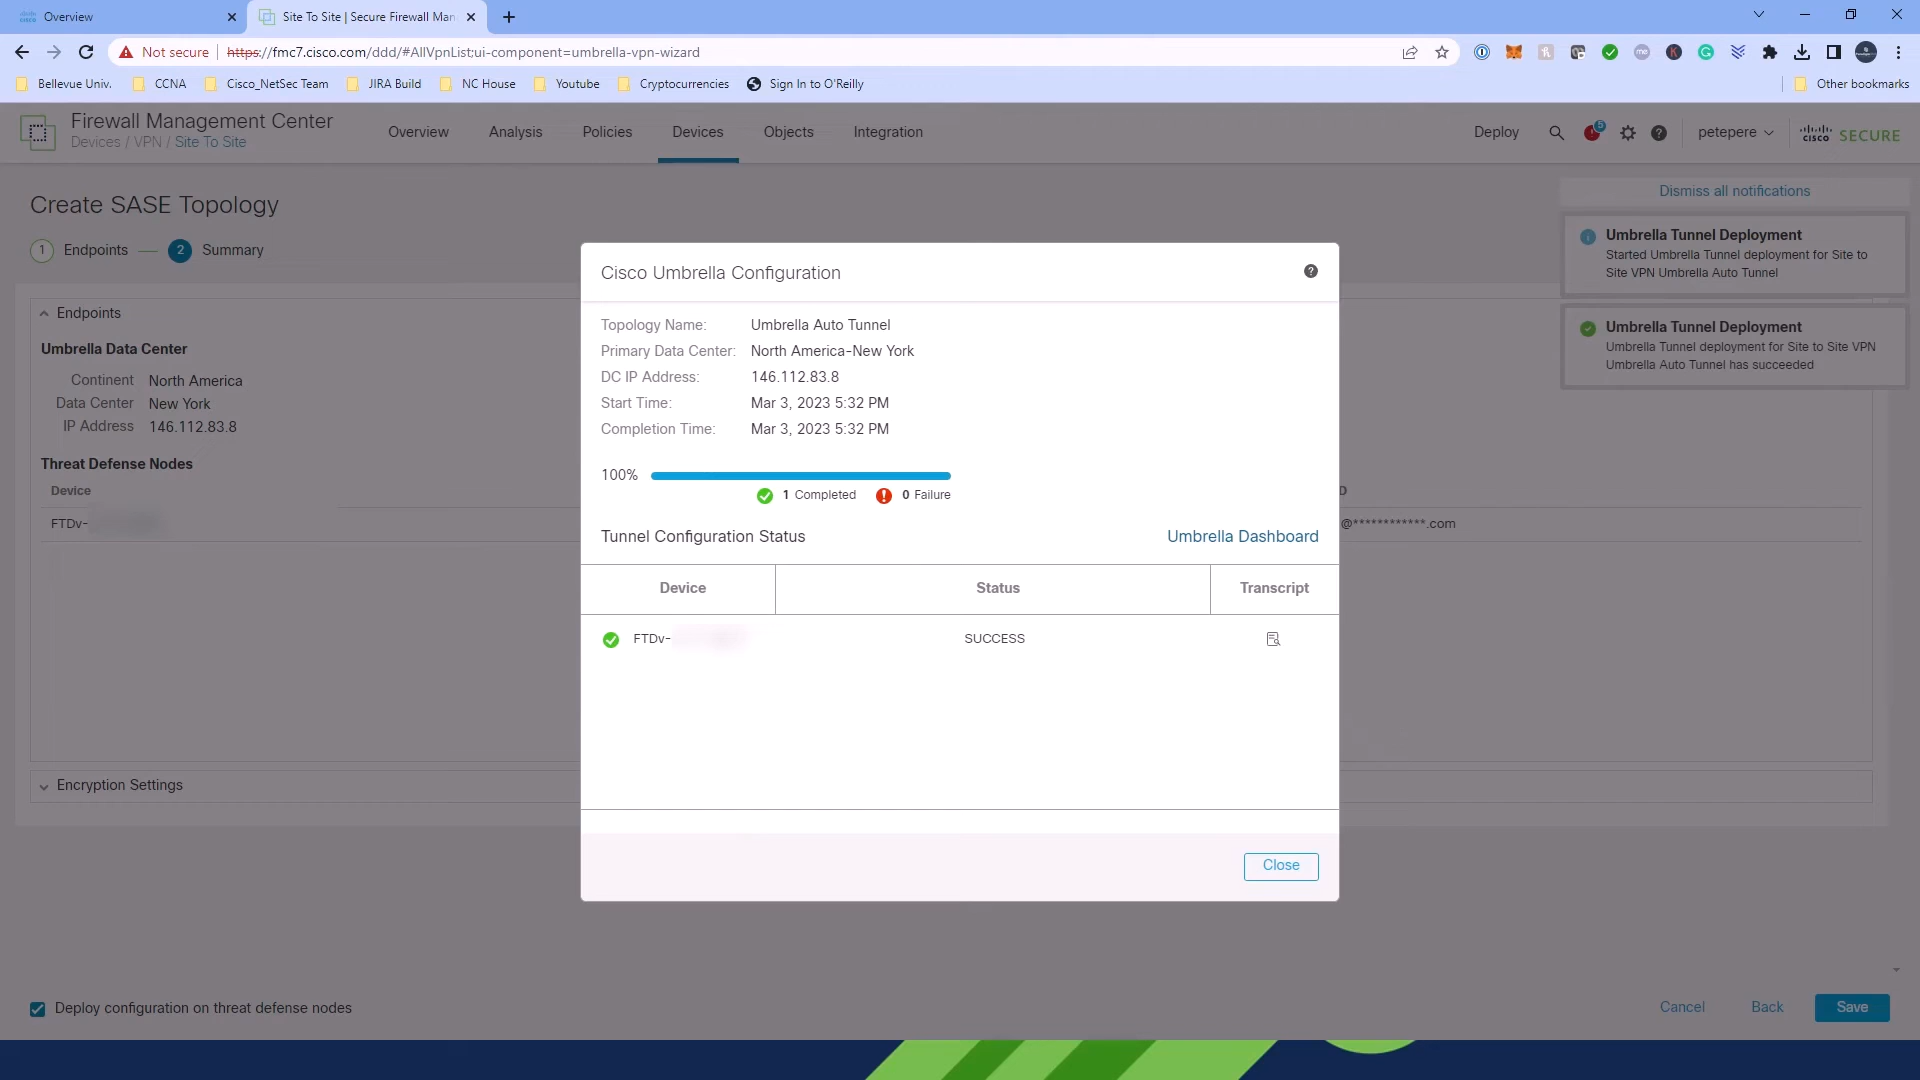 Overview
Site To Site | Secure Firewall Man
Not secure
https://fmc7.cisco.com/ddd/#AllVpnList;ui-component=umbrella-vpn-wizard
Bellevue Univ.
CCNA
Cisco_NetSec Team
JIRA Build
NC House
Youtube
Cryptocurrencies
Sign In to O'Reilly
Other bookmarks
Firewall Management Center
Devices / VPN / Site To Site
Overview
Analysis
Policies
Devices
Objects
Integration
Deploy
5
petepere
cisco SECURE
Create SASE Topology
1 Endpoints
2 Summary
Dismiss all notifications
Umbrella Tunnel Deployment
Started Umbrella Tunnel deployment for Site to
Site VPN Umbrella Auto Tunnel
Umbrella Tunnel Deployment
Umbrella Tunnel deployment for Site to Site VPN
Umbrella Auto Tunnel has succeeded
Endpoints
Umbrella Data Center
Continent North America
Data Center New York
IP Address 146.112.83.8
Threat Defense Nodes
Device
FTDv-
D
@************.com
Encryption Settings
Cisco Umbrella Configuration
Topology Name: Umbrella Auto Tunnel
Primary Data Center: North America-New York
DC IP Address: 146.112.83.8
Start Time: Mar 3, 2023 5:32 PM
Completion Time: Mar 3, 2023 5:32 PM
100%
1 Completed
0 Failure
Tunnel Configuration Status
Umbrella Dashboard
Device Status Transcript
FTDv- SUCCESS
Close
Deploy configuration on threat defense nodes
Cancel
Back
Save